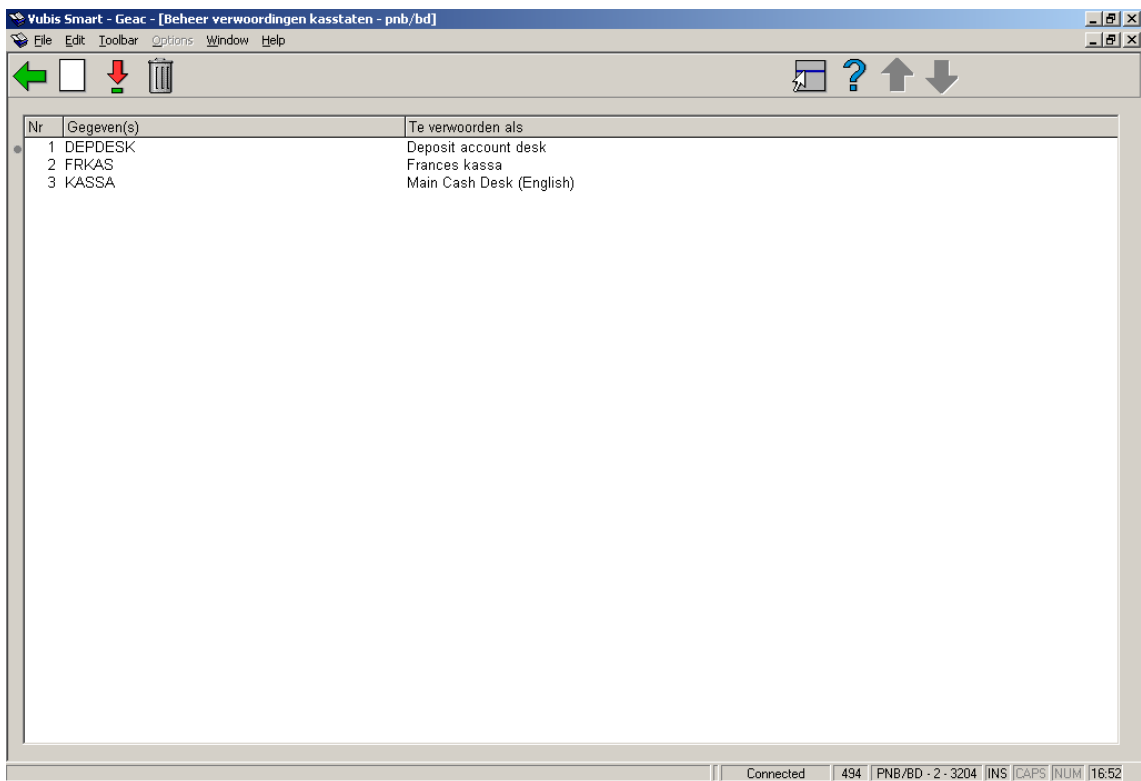 Vubis Smart - Geac - [Beheer verwoordingen kasstaten - pnb/bd]
File Edit Toolbar Options Window Help
Nr Gegeven(s) Te verwoorden als
1 DEPDESK Deposit account desk
2 FRKAS Frances kassa
3 KASSA Main Cash Desk (English)
Connected 494 PNB/BD - 2 - 3204 INS CAPS NUM 16:52